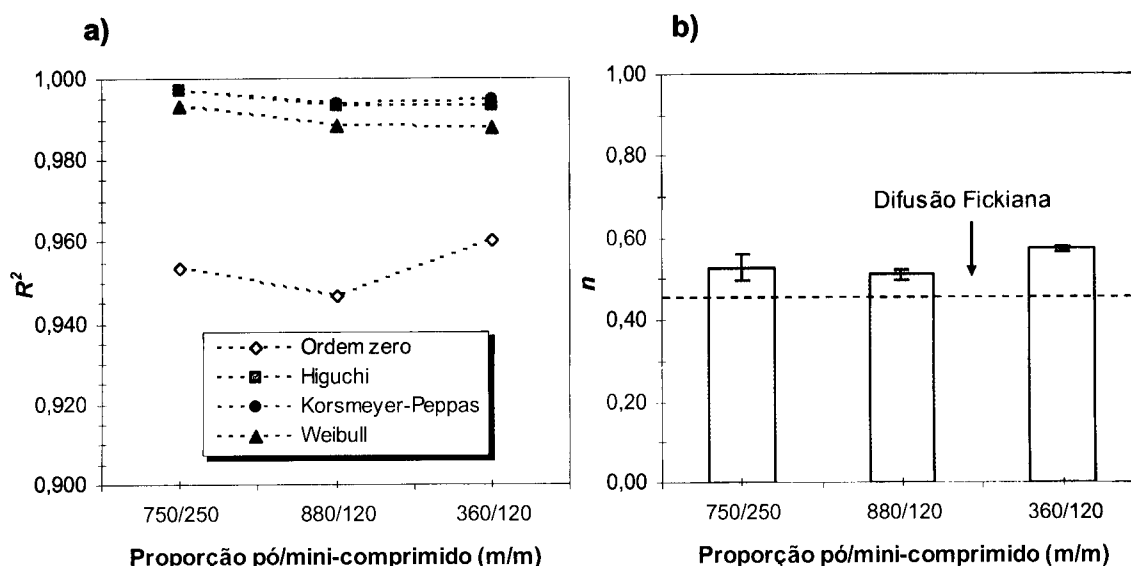 a)
1,000
0,980
0,960
0,940
0,920
0,900
R²
Ordem zero
Higuchi
Korsmeyer-Peppas
Weibull
750/250
880/120
360/120
Proporção pó/mini-comprimido (m/m)
b)
1,00
0,80
0,60
0,40
0,20
0,00
n
Difusão Fickiana
750/250
880/120
360/120
Proporção pó/mini-comprimido (m/m)